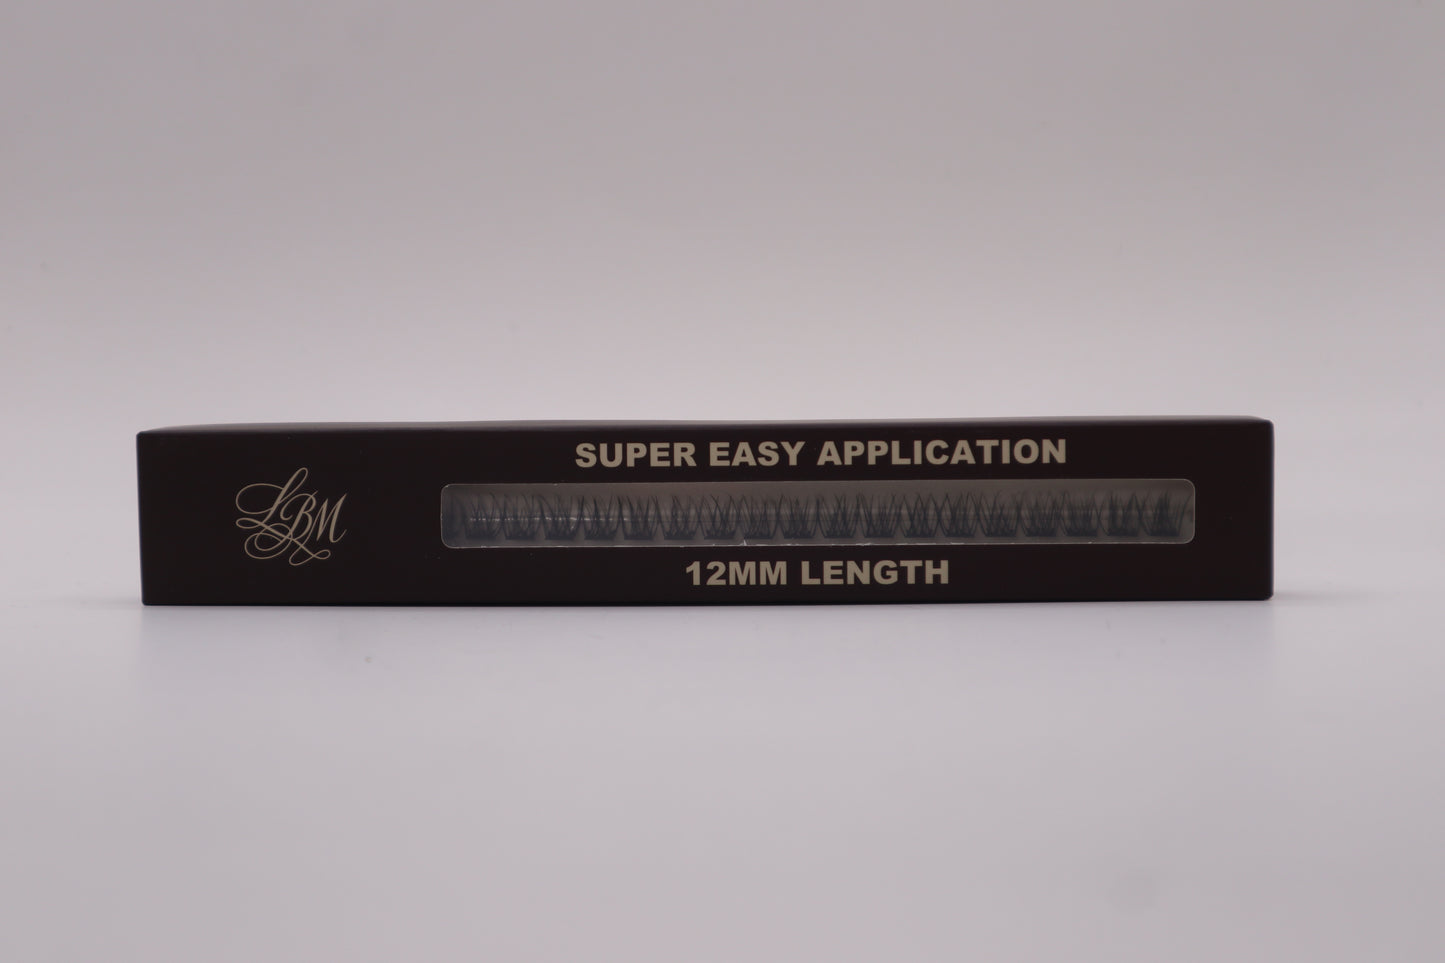 LBM
SUPER EASY APPLICATION
12MM LENGTH